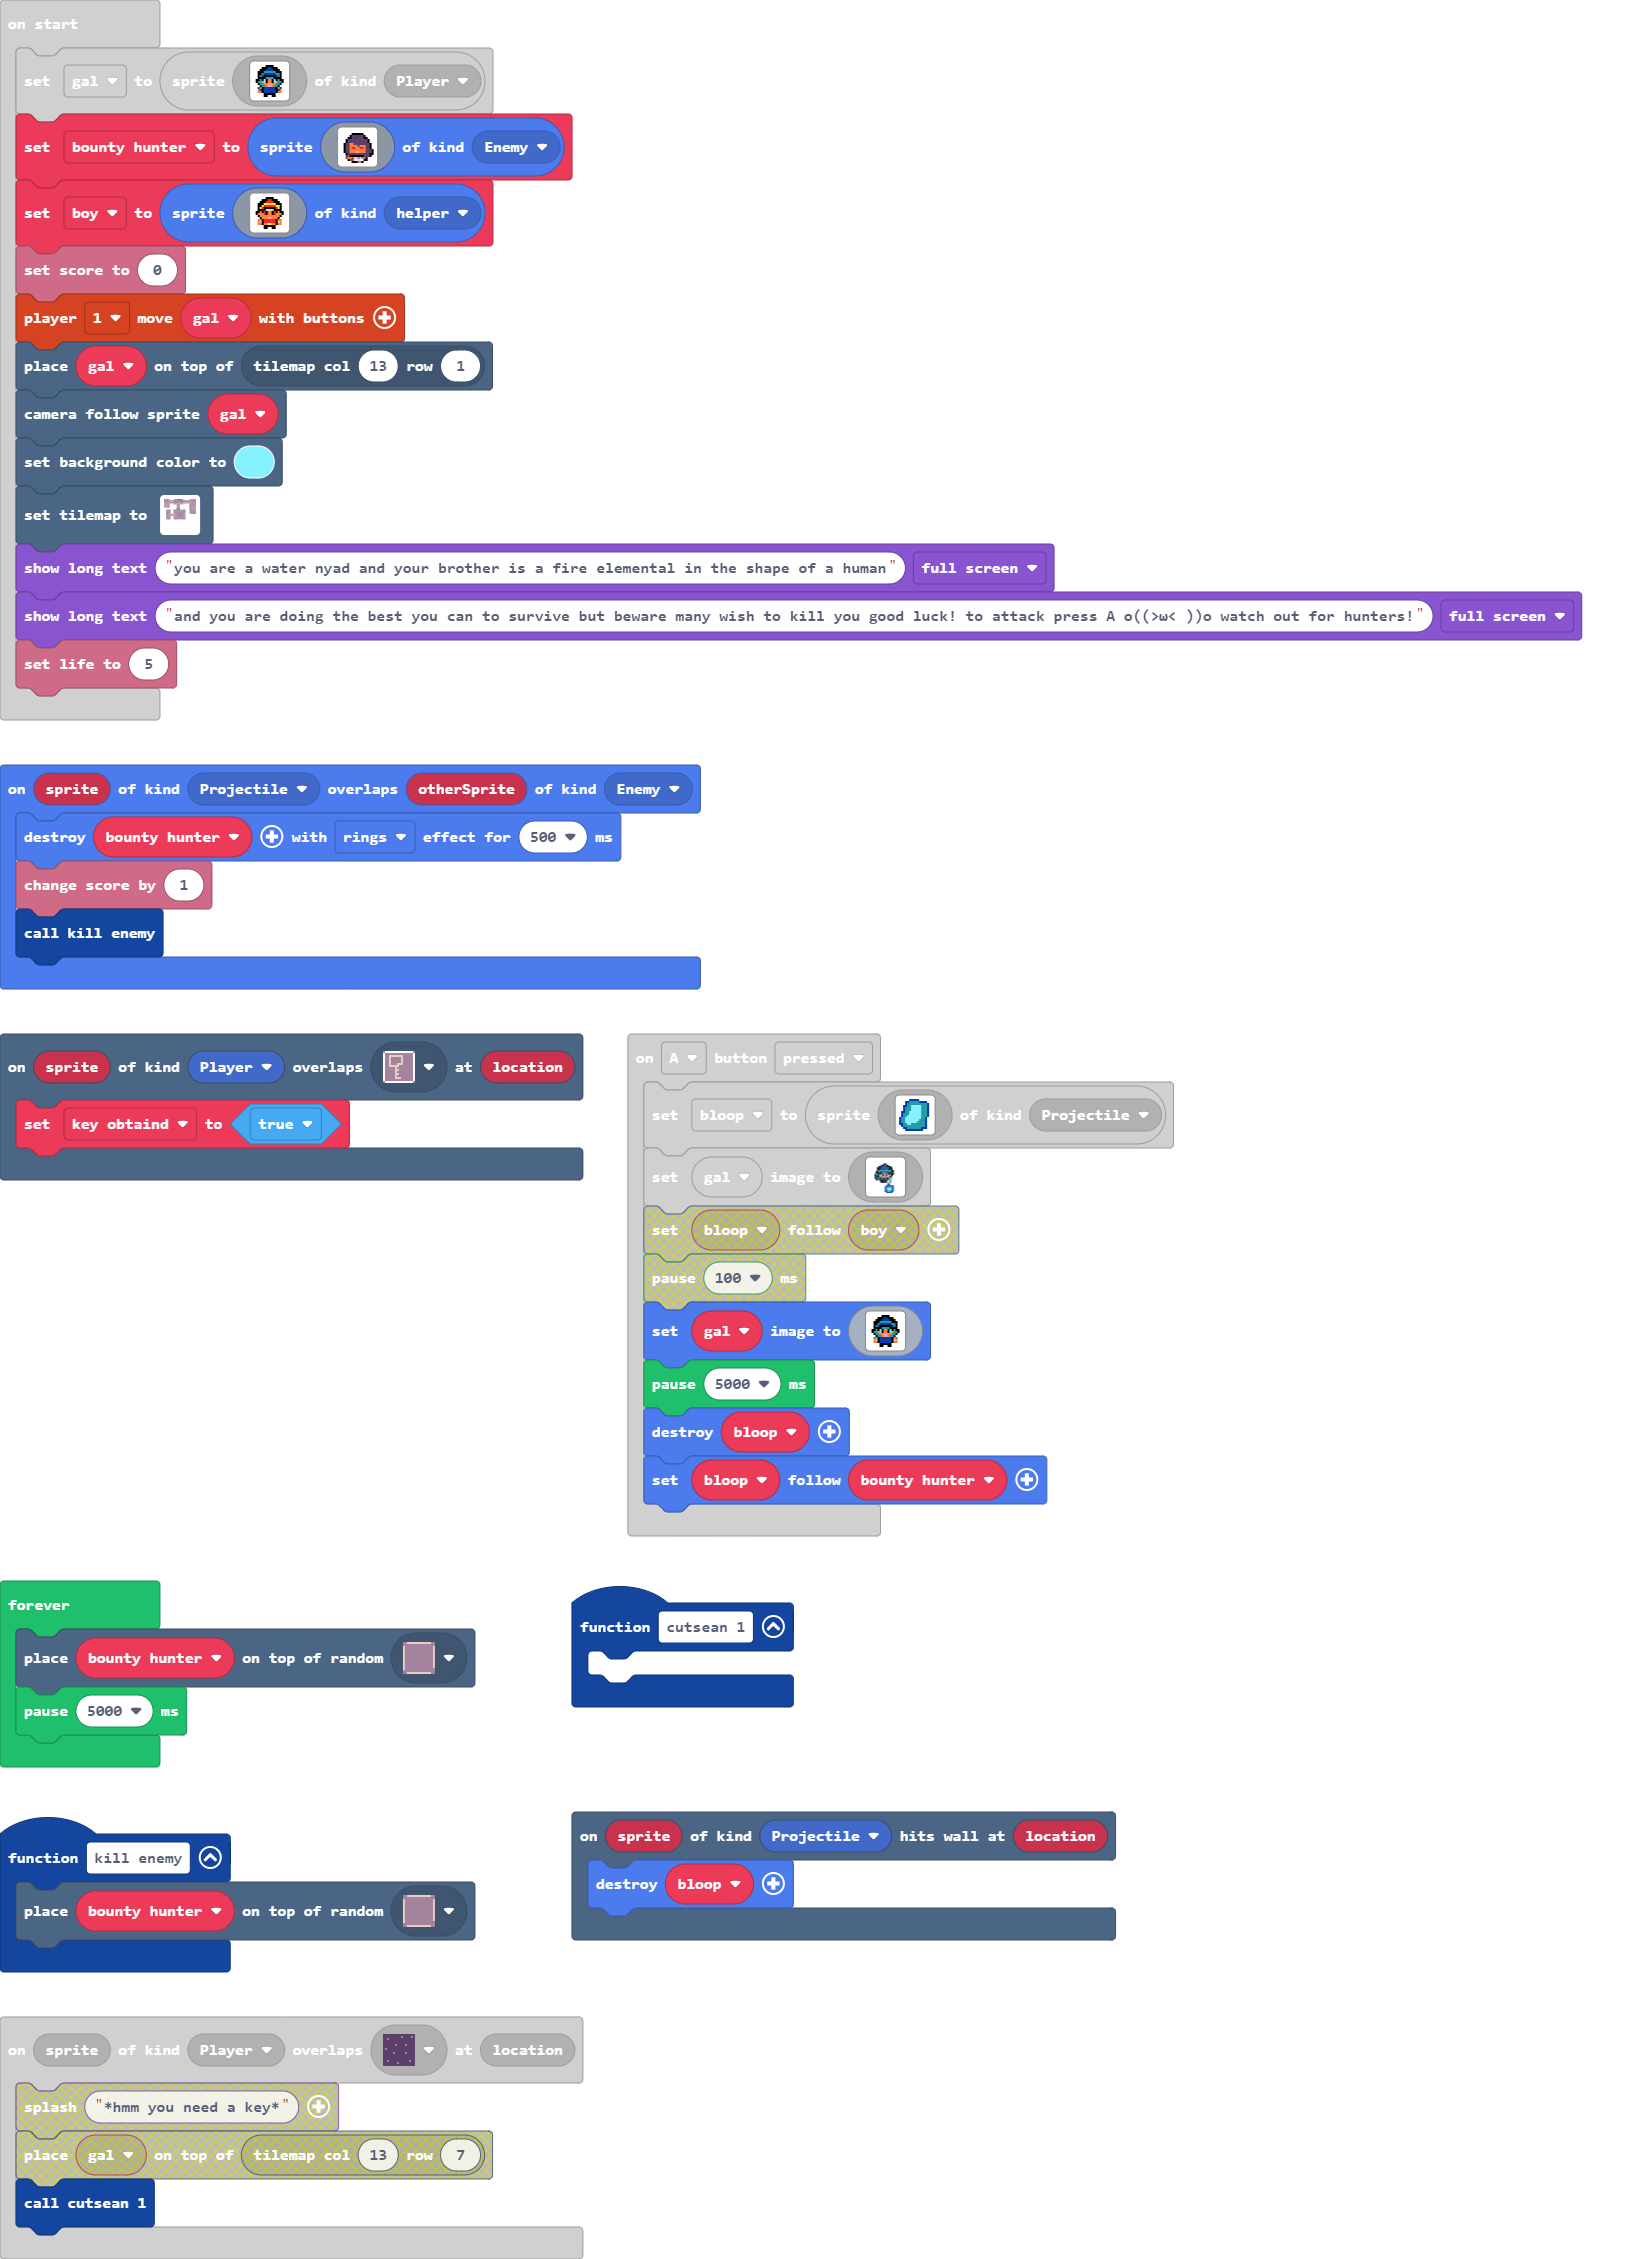 on start
set gal to sprite of kind Player
set bounty hunter to sprite of kind Enemy
set boy to sprite of kind helper
set score to 0
player 1 move gal with buttons
place gal on top of tilemap col 13 row 1
camera follow sprite gal
set background color to
set tilemap to
show long text "you are a water nyad and your brother is a fire elemental in the shape of a human" full screen
show long text "and you are doing the best you can to survive but beware many wish to kill you good luck! to attack press A o((>ω< ))o watch out for hunters!" full screen
set life to 5
on sprite of kind Projectile overlaps otherSprite of kind Enemy
destroy bounty hunter with rings effect for 500 ms
change score by 1
call kill enemy
on sprite of kind Player overlaps at location
set key obtaind to true
on A button pressed
set bloop to sprite of kind Projectile
set gal image to
set bloop follow boy
pause 100 ms
set gal image to
pause 5000 ms
destroy bloop
set bloop follow bounty hunter
forever
place bounty hunter on top of random
pause 5000 ms
function cutsean 1
function kill enemy
place bounty hunter on top of random
on sprite of kind Projectile hits wall at location
destroy bloop
on sprite of kind Player overlaps at location
splash "*hmm you need a key*"
place gal on top of tilemap col 13 row 7
call cutsean 1